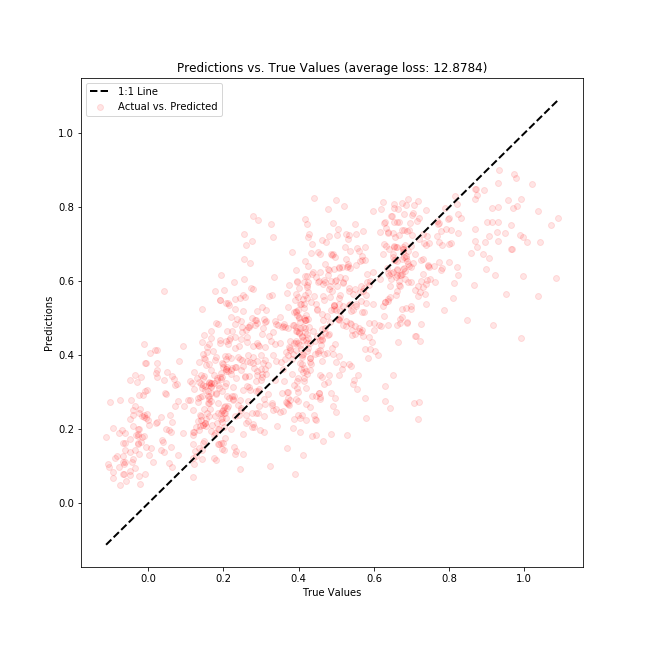 Predictions vs. True Values (average loss: 12.8784)
1:1 Line
Actual vs. Predicted
1.0
0.8
0.6
0.4
0.2
0.0
Predictions
0.0 0.2 0.4 0.6 0.8 1.0
True Values